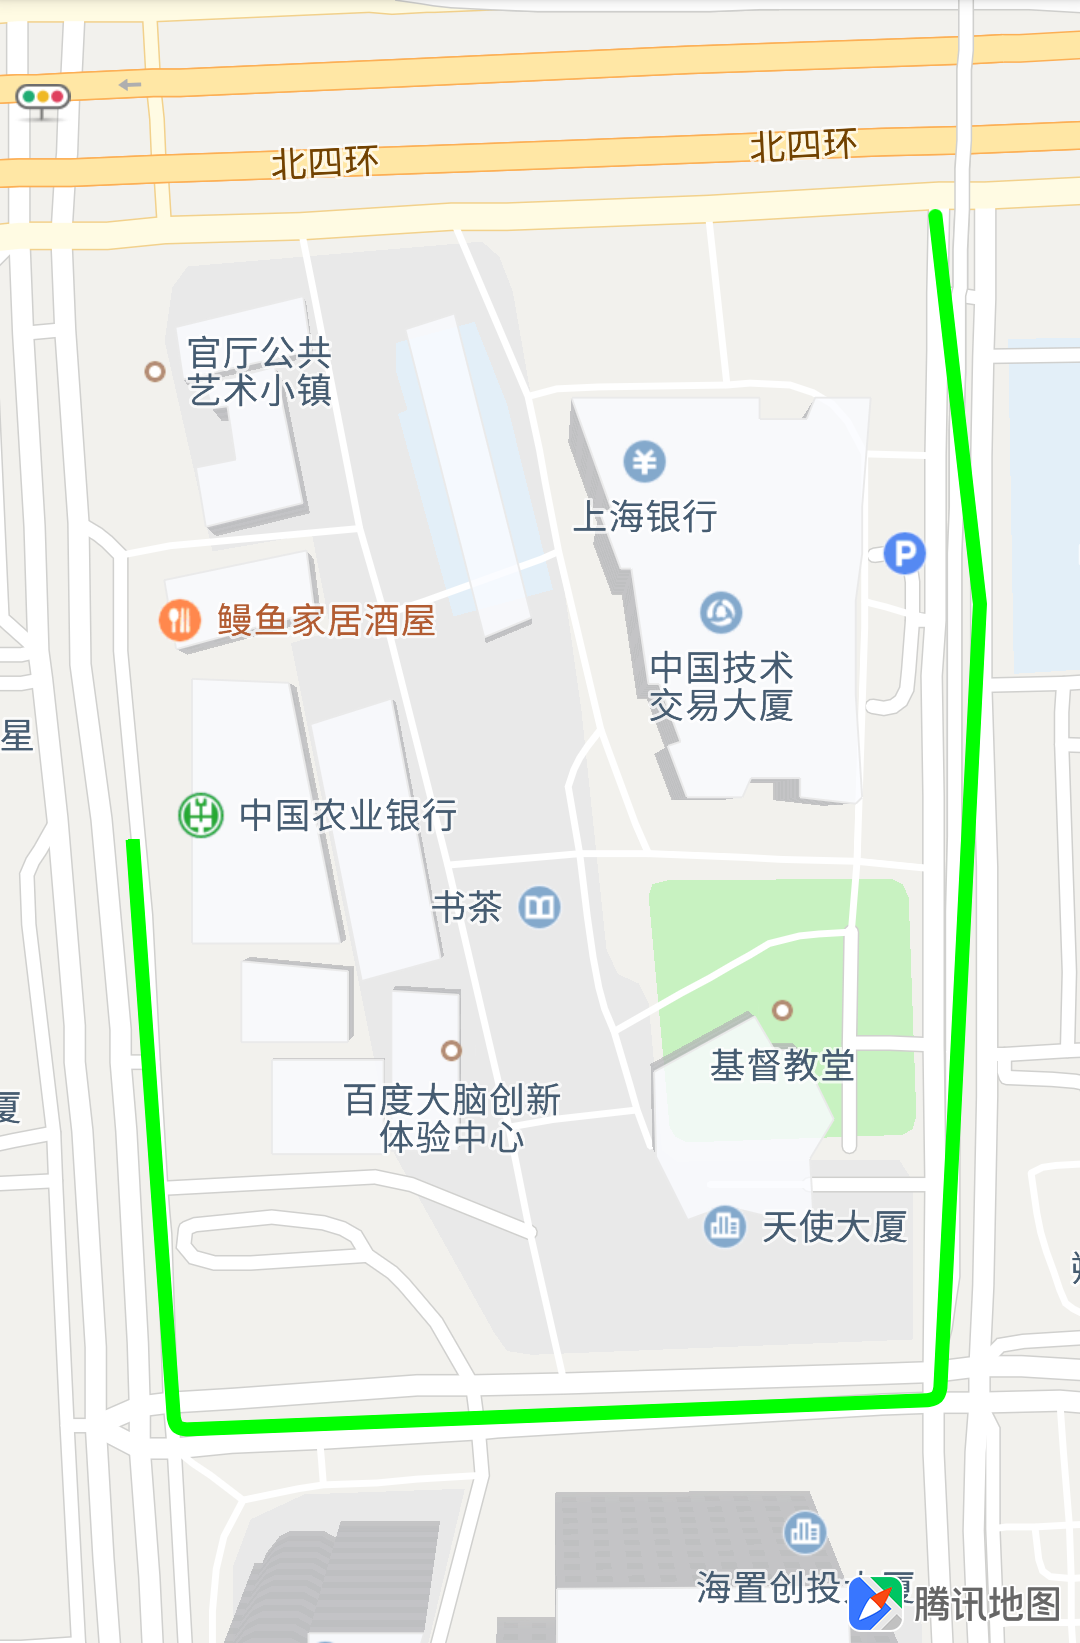 北四环
北四环
官厅公共
艺术小镇
上海银行
P
鳗鱼家居酒屋
中国技术
交易大厦
星
中国农业银行
书茶
基督教堂
厦
百度大脑创新
体验中心
天使大厦
海置创投大厦
腾讯地图